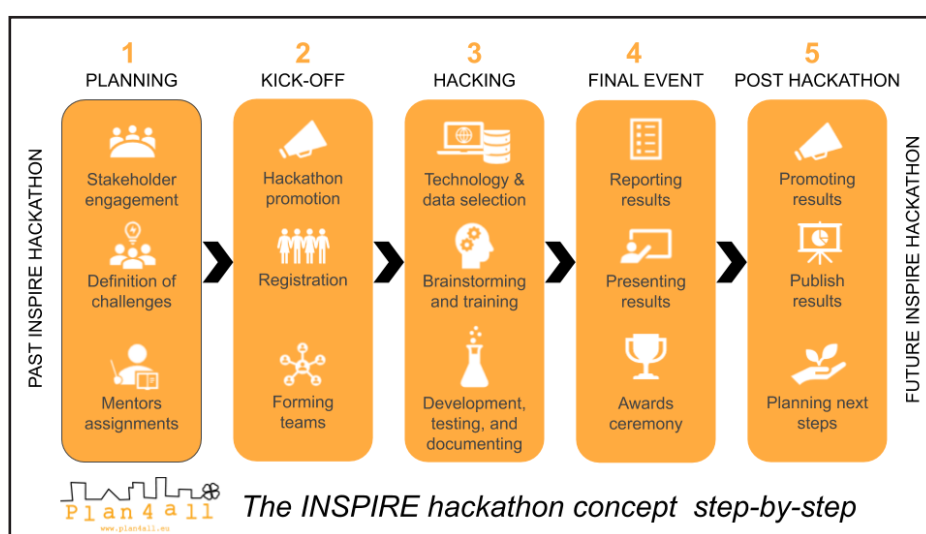 1
PLANNING
2
KICK-OFF
3
HACKING
4
FINAL EVENT
5
POST HACKATHON
PAST INSPIRE HACKATHON
Stakeholder
engagement
Definition of
challenges
Mentors
assignments
Hackathon
promotion
Registration
Forming
teams
Technology &
data selection
Brainstorming
and training
Development,
testing, and
documenting
Reporting
results
Presenting
results
Awards
ceremony
Promoting
results
Publish
results
Planning next
steps
FUTURE INSPIRE HACKATHON
Plan4all
www.plan4all.eu
The INSPIRE hackathon concept step-by-step